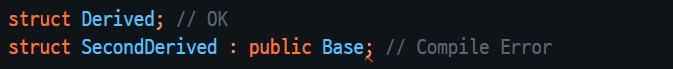 struct Derived; // OK
struct SecondDerived : public Base; // Compile Error